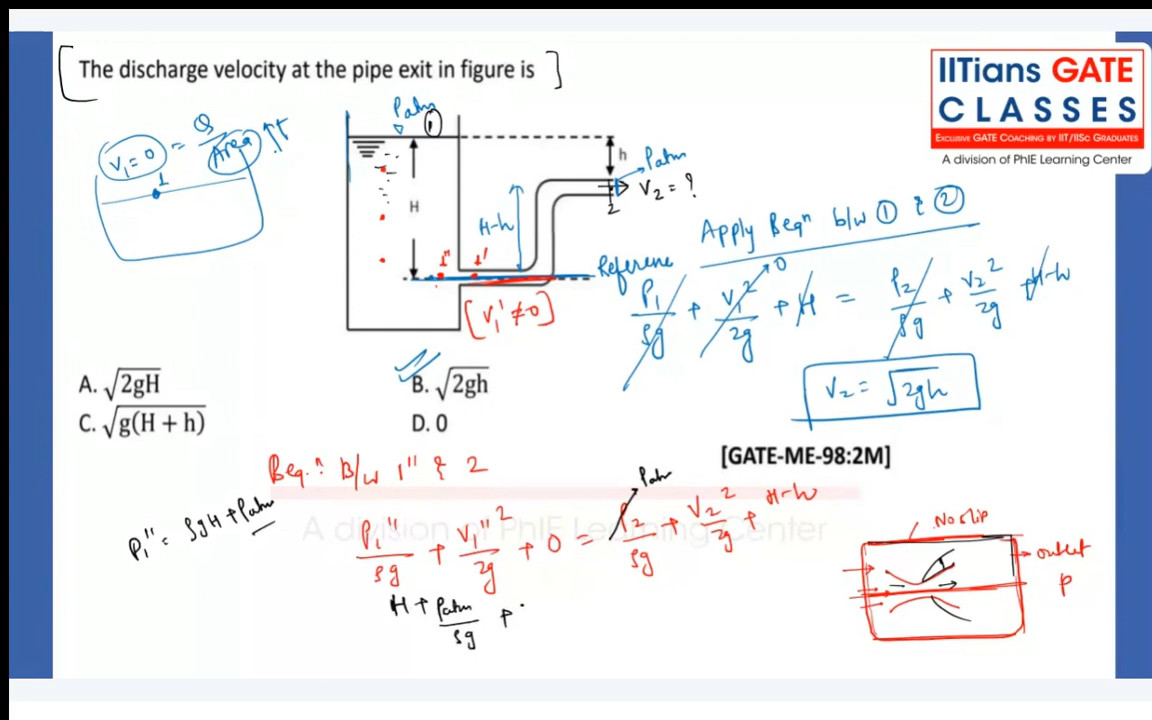 The discharge velocity at the pipe exit in figure is
IITians GATE
CLASSES
EXCLUSIVE GATE COACHING BY IIT/IISc GRADUATES
A division of PhIE Learning Center
V₁ = 0 = Q / Area ↑↑
1
Patm
1
H
h
Patm
V₂ = ?
2
H-h
1'' 1'
Reference
[V₁' ≠ 0]
Apply Beqⁿ b/w ① & ②
P₁/ρg + V₁²/2g + H = P₂/ρg + V₂²/2g + H-h
0
V₂ = √2gh
A. √2gH
B. √2gh
C. √g(H + h)
D. 0
[GATE-ME-98:2M]
Beq.ⁿ B/w 1'' & 2
P₁'' = ρgH + Patm
P₁''/ρg + V₁''²/2g + 0 = P₂/ρg + V₂²/2g + H-h
Patm
H + Patm/ρg +
A division of PhIE Learning Center
No slip
outlet
P